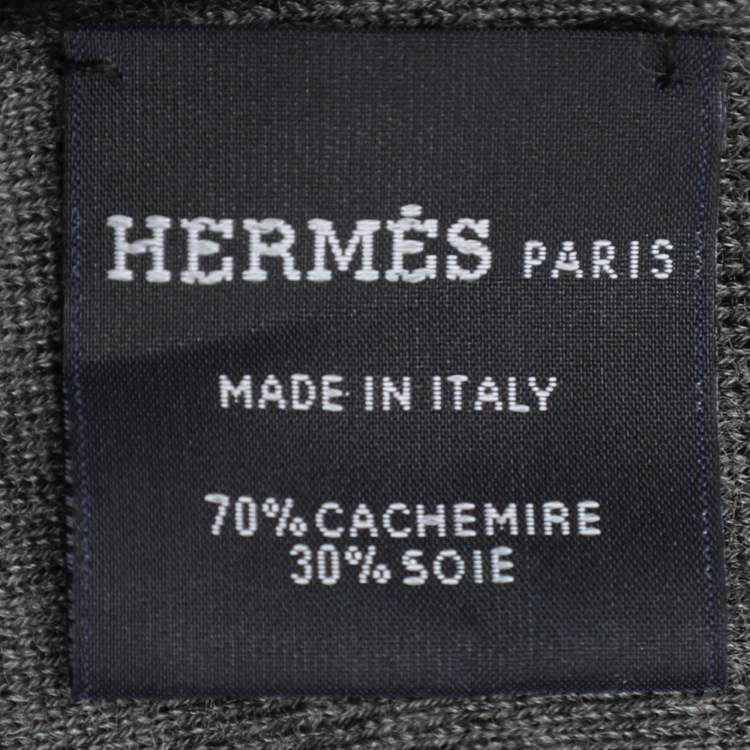 HERMÈS PARIS
MADE IN ITALY
70% CACHEMIRE
30% SOIE